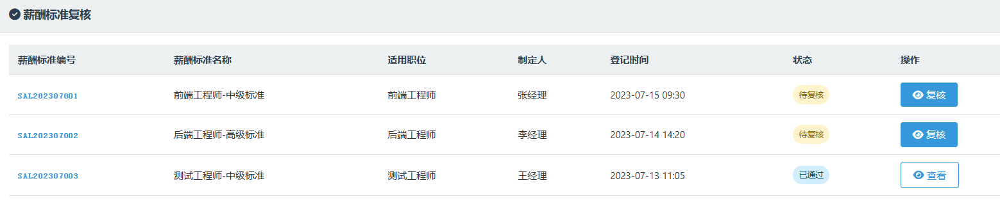 薪酬标准复核
薪酬标准编号 薪酬标准名称 适用职位 制定人 登记时间 状态 操作
SAL202307001 前端工程师-中级标准 前端工程师 张经理 2023-07-15 09:30 待复核 复核
SAL202307002 后端工程师-高级标准 后端工程师 李经理 2023-07-14 14:20 待复核 复核
SAL202307003 测试工程师-中级标准 测试工程师 王经理 2023-07-13 11:05 已通过 查看